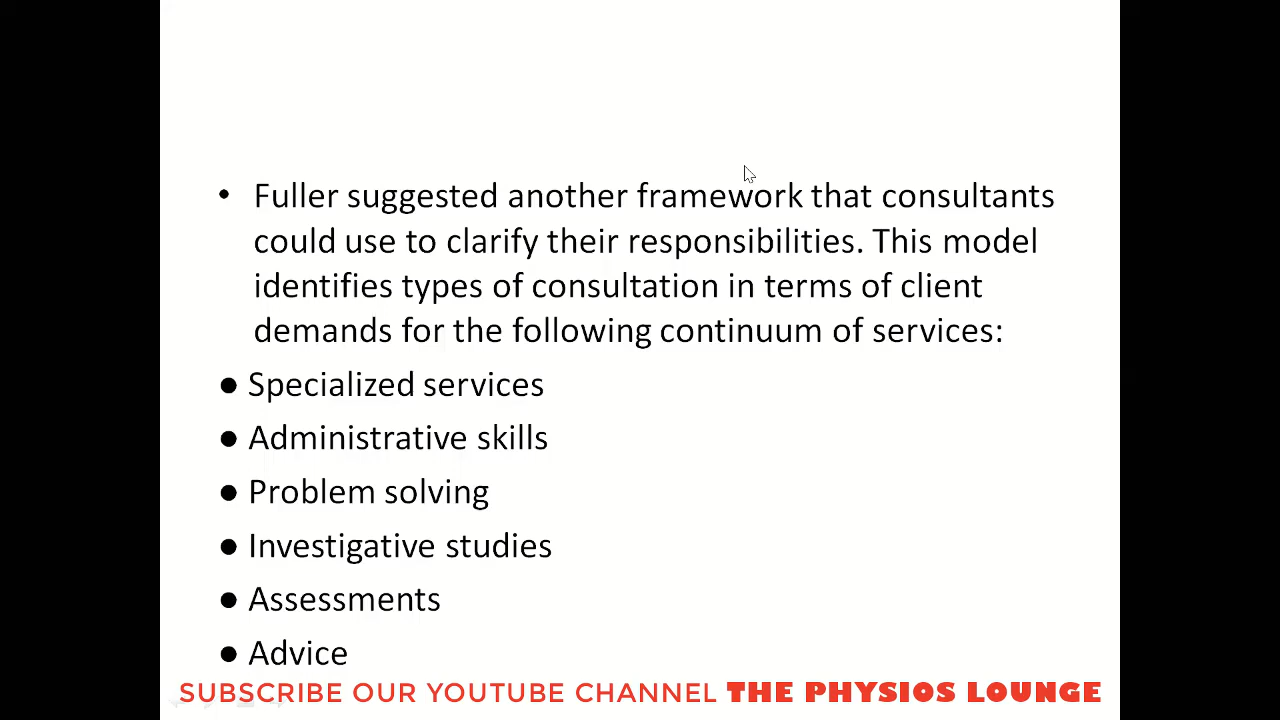 • Fuller suggested another framework that consultants
could use to clarify their responsibilities. This model
identifies types of consultation in terms of client
demands for the following continuum of services:
● Specialized services
● Administrative skills
● Problem solving
● Investigative studies
● Assessments
● Advice
SUBSCRIBE OUR YOUTUBE CHANNEL THE PHYSIOS LOUNGE